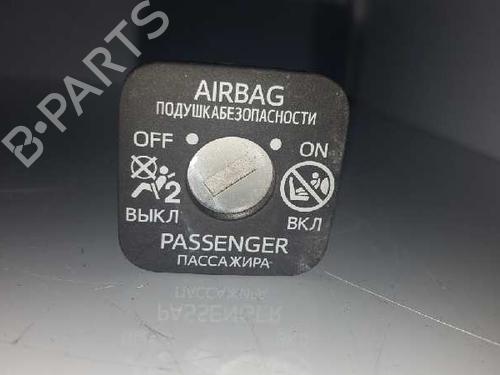 AIRBAG
ПОДУШКАБЕЗОПАСНОСТИ
OFF ON
2
ВЫКЛ ВКЛ
PASSENGER
ПАССАЖИРА
B-PARTS